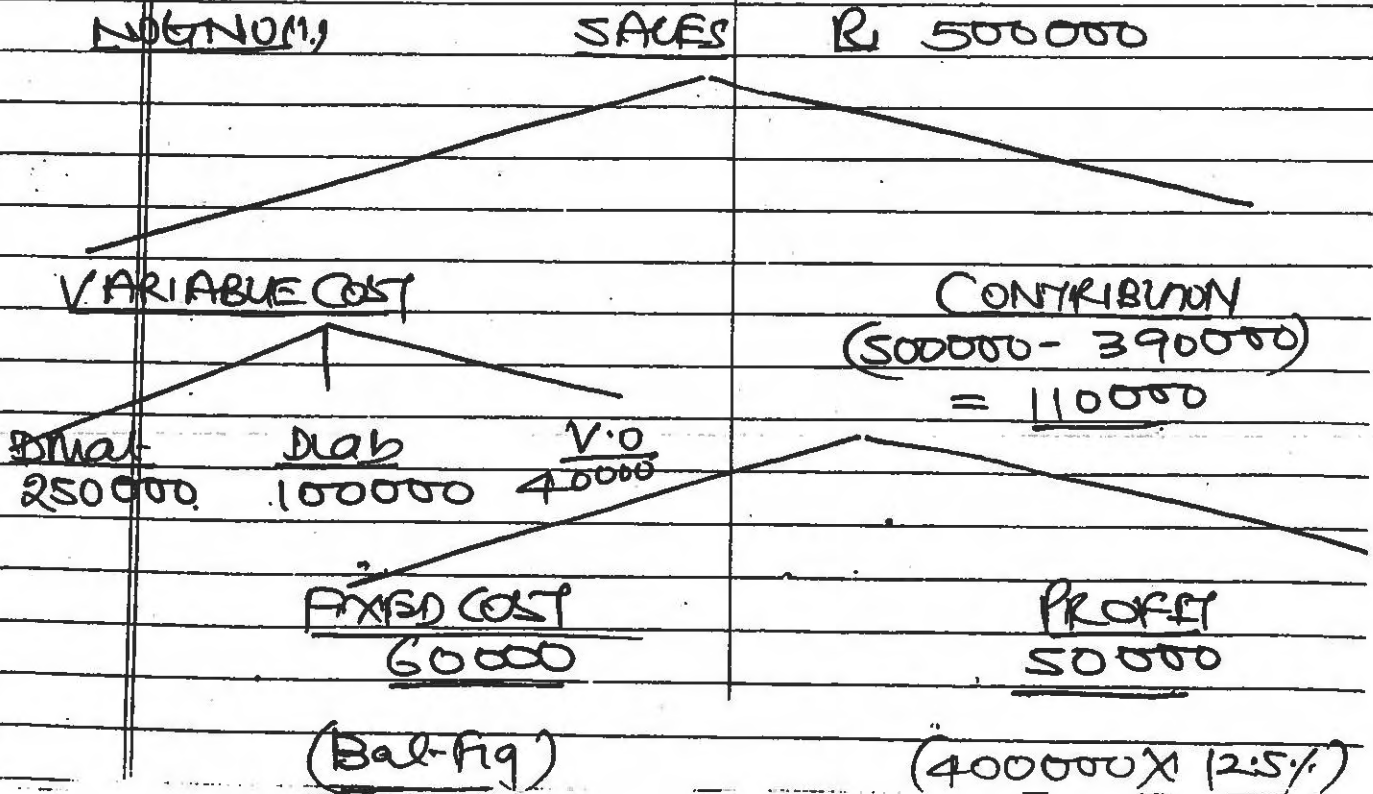 SALES Rs 500000
VARIABLE COST CONTRIBUTION
(500000 - 390000)
= 110000
DMat Dlab V.O
250000 100000 40000
FIXED COST PROFIT
60000 50000
(Bal-Fig) (400000 X 12.5%)